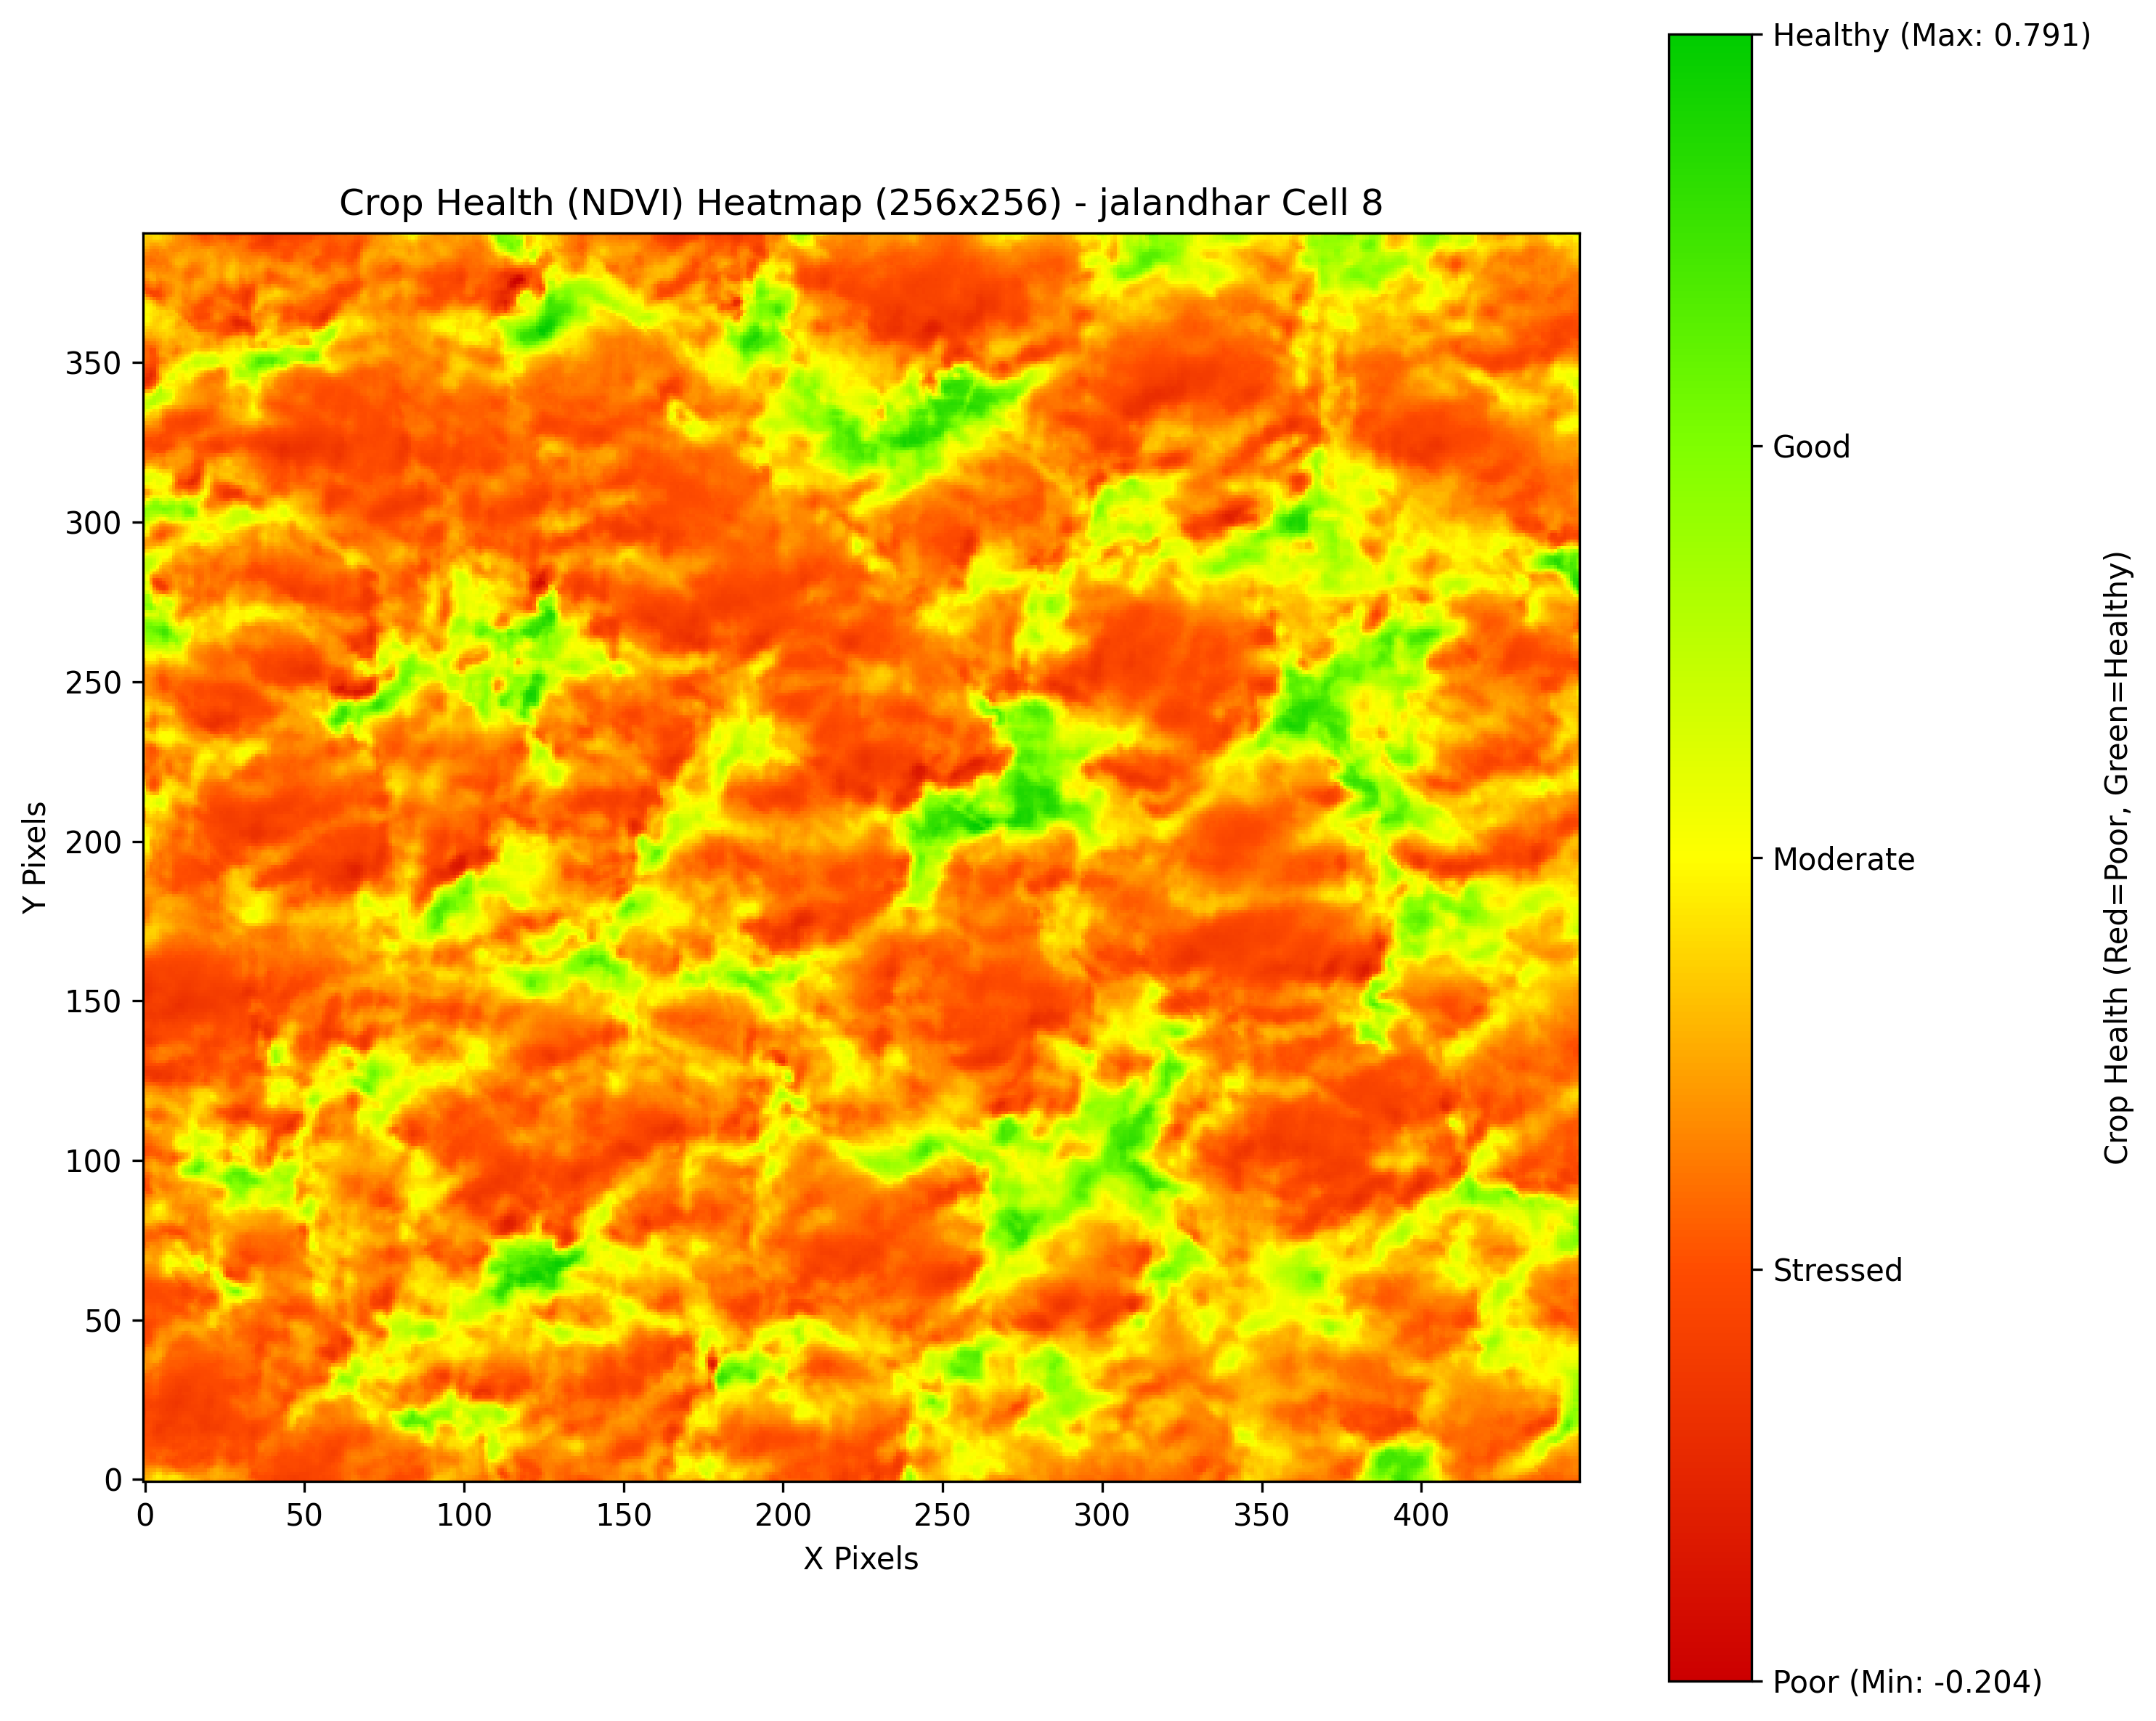 Crop Health (NDVI) Heatmap (256x256) - jalandhar Cell 8
Y Pixels
350
300
250
200
150
100
50
0
0 50 100 150 200 250 300 350 400
X Pixels
Healthy (Max: 0.791)
Good
Moderate
Stressed
Poor (Min: -0.204)
Crop Health (Red=Poor, Green=Healthy)